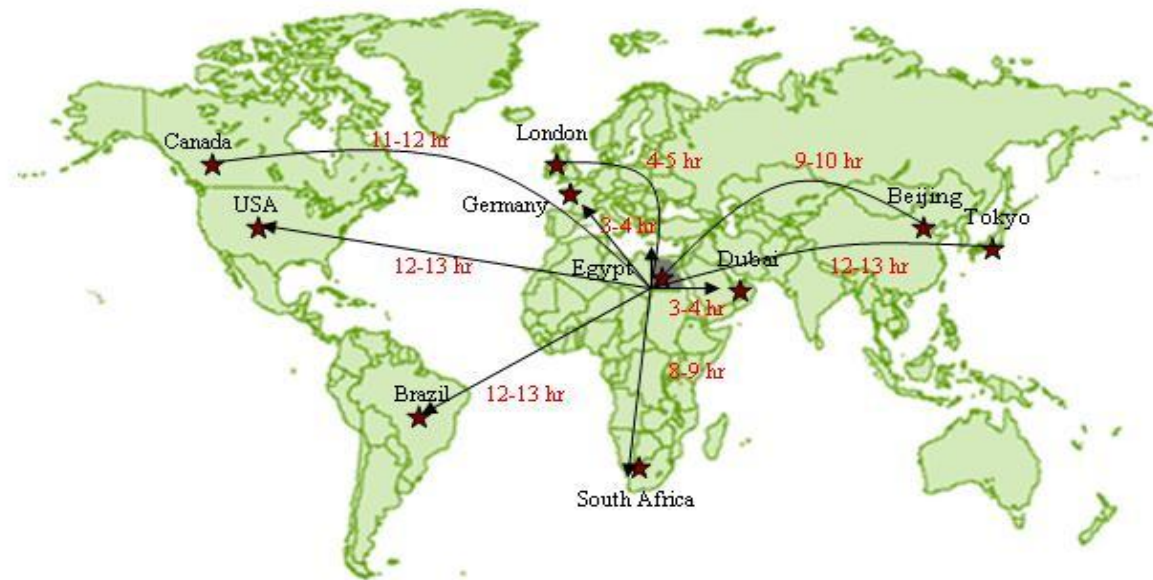 London
Canada
11-12 hr
4-5 hr
9-10 hr
Beijing
USA
Germany
Tokyo
3-4 hr
Egypt
Dubai
12-13 hr
12-13 hr
3-4 hr
8-9 hr
Brazil
12-13 hr
South Africa